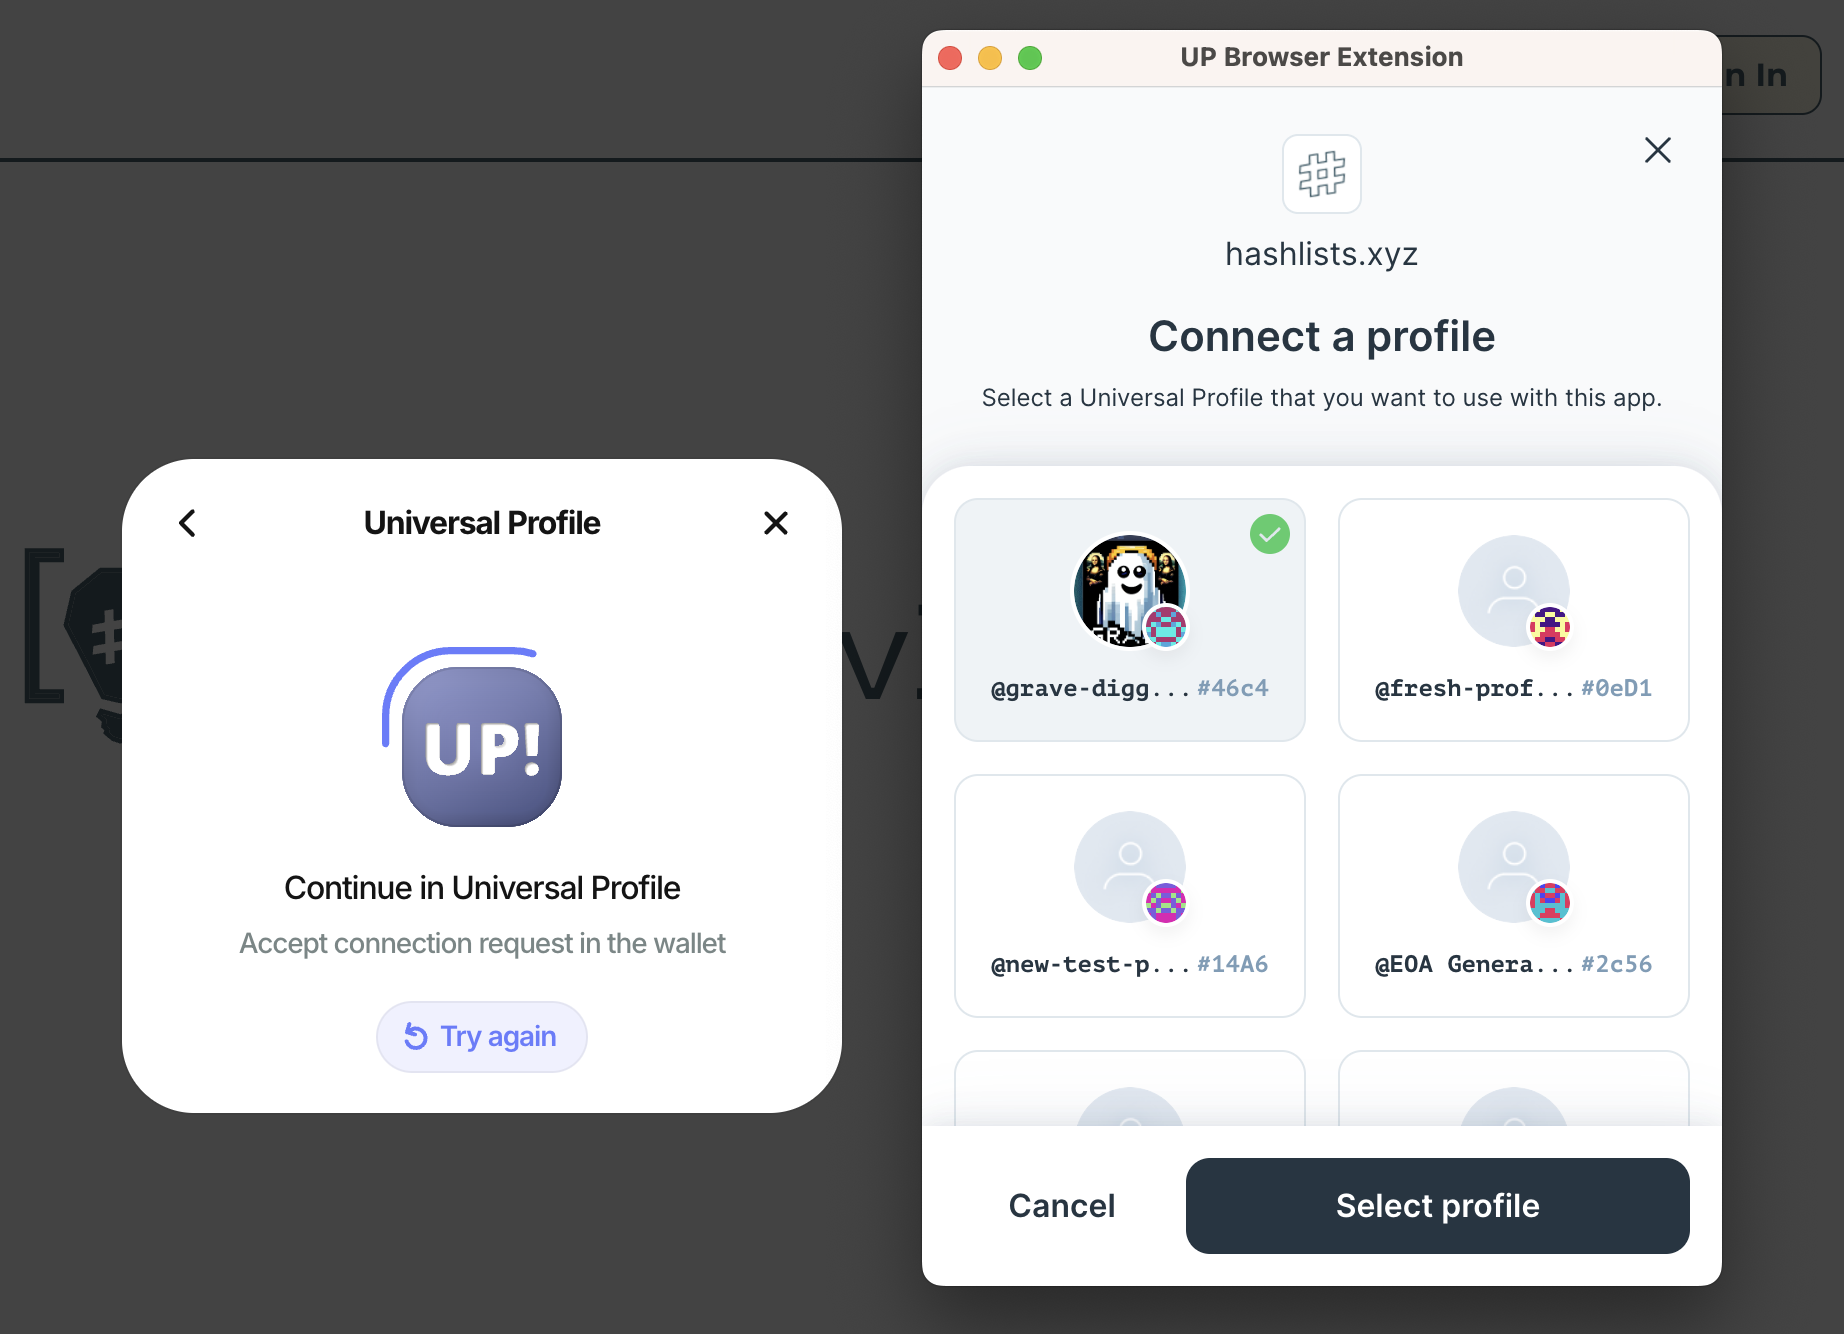 n In
Universal Profile
UP!
Continue in Universal Profile
Accept connection request in the wallet
Try again
UP Browser Extension
hashlists.xyz
Connect a profile
Select a Universal Profile that you want to use with this app.
@grave-digg...#46c4
@fresh-prof...#0eD1
@new-test-p...#14A6
@EOA Genera...#2c56
Cancel
Select profile